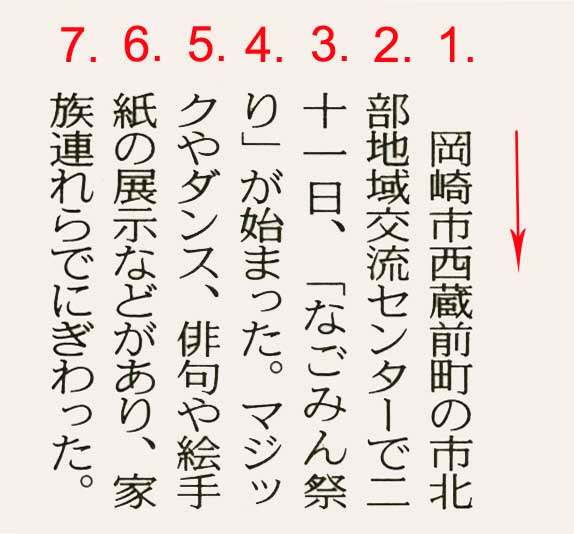 7. 6. 5. 4. 3. 2. 1.
岡崎市西蔵前町の市北
部地域交流センターで二
十一日、「なごみん祭
り」が始まった。マジッ
クやダンス、俳句や絵手
紙の展示などがあり、家
族連れらでにぎわった。